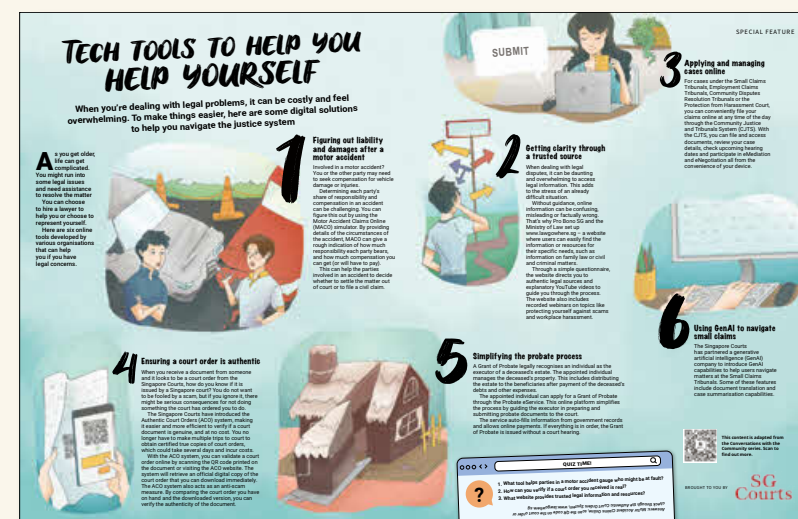 SPECIAL FEATURE
TECH TOOLS TO HELP YOU
HELP YOURSELF
When you're dealing with legal problems, it can be costly and feel
overwhelming. To make things easier, here are some digital solutions
to help you navigate the justice system
As you get older,
life can get
complicated.
You might run into
some legal issues
and need assistance
to resolve the matter
You can choose
to hire a lawyer to
help you or choose to
represent yourself.
Here are six online
tools developed by
various organisations
that can help
you if you have
legal concerns.
1
Figuring out liability
and damages after a
motor accident
Involved in a motor accident?
You or the other party may need
to seek compensation for vehicle
damage or injuries.
Determining each party's
share of responsibility and
compensation in an accident
can be challenging. You can
figure this out by using the
Motor Accident Claims Online
(MACO) simulator. By providing
details of the circumstances of
the accident, MACO can give a
rough indication of how much
responsibility each party bears,
and how much compensation you
can get (or will have to pay).
This can help the parties
involved in an accident to decide
whether to settle the matter out
of court or to file a civil claim.
2
Getting clarity through
a trusted source
When dealing with legal
disputes, it can be daunting
and overwhelming to access
legal information. This adds
to the stress of an already
difficult situation.
Without guidance, online
information can be confusing,
misleading or factually wrong.
That's why Pro Bono SG and the
Ministry of Law set up
www.lawgowhere.sg – a website
where users can easily find the
information or resources for
their specific needs, such as
information on family law or civil
and criminal matters.
Through a simple questionnaire,
the website directs you to
authentic legal sources and
explanatory YouTube videos to
guide you through the process.
The website also includes
recorded webinars on topics like
protecting yourself against scams
and workplace harassment.
SUBMIT
3
Applying and managing
cases online
For cases under the Small Claims
Tribunals, Employment Claims
Tribunals, Community Disputes
Resolution Tribunals or the
Protection from Harassment Court,
you can conveniently file your
claims online at any time of the day
through the Community Justice
and Tribunals System (CJTS). With
the CJTS, you can file and access
documents, review your case
details, check upcoming hearing
dates and participate in eMediation
and eNegotiation all from the
convenience of your device.
4
Ensuring a court order is authentic
When you receive a document from someone
and it looks to be a court order from the
Singapore Courts, how do you know if it is
issued by a Singapore court? You do not want
to be fooled by a scam, but if you ignore it, there
might be serious consequences for not doing
something the court has ordered you to do.
The Singapore Courts have introduced the
Authentic Court Orders (ACO) system, making
it easier and more efficient to verify if a court
document is genuine, and at no cost. You no
longer have to make multiple trips to court to
obtain certified true copies of court orders,
which could take several days and incur costs.
With the ACO system, you can validate a court
order online by scanning the QR code printed on
the document or visiting the ACO website. The
system will retrieve an official digital copy of the
court order that you can download immediately.
The ACO system also acts as an anti-scam
measure. By comparing the court order you have
on hand and the downloaded version, you can
verify the authenticity of the document.
5
Simplifying the probate process
A Grant of Probate legally recognises an individual as the
executor of a deceased's estate. The appointed individual
manages the deceased's property. This includes distributing
the estate to the beneficiaries after payment of the deceased's
debts and other expenses.
The appointed individual can apply for a Grant of Probate
through the Probate eService. This online platform simplifies
the process by guiding the executor in preparing and
submitting probate documents to the court.
The service auto-fills information from government records
and allows online payments. If everything is in order, the Grant
of Probate is issued without a court hearing.
6
Using GenAI to navigate
small claims
The Singapore Courts
has partnered a generative
artificial intelligence (GenAI)
company to introduce GenAI
capabilities to help users navigate
matters at the Small Claims
Tribunals. Some of these features
include document translation and
case summarisation capabilities.
QUIZ TyME!
?
1. What tool helps parties in a motor accident gauge who might be at fault?
2. How can you verify if a court order you received is real?
3. What website provides trusted legal information and resources?
This content is adapted from
the Conversations with the
Community series. Scan to
find out more.
BROUGHT TO YOU BY
SG
Courts